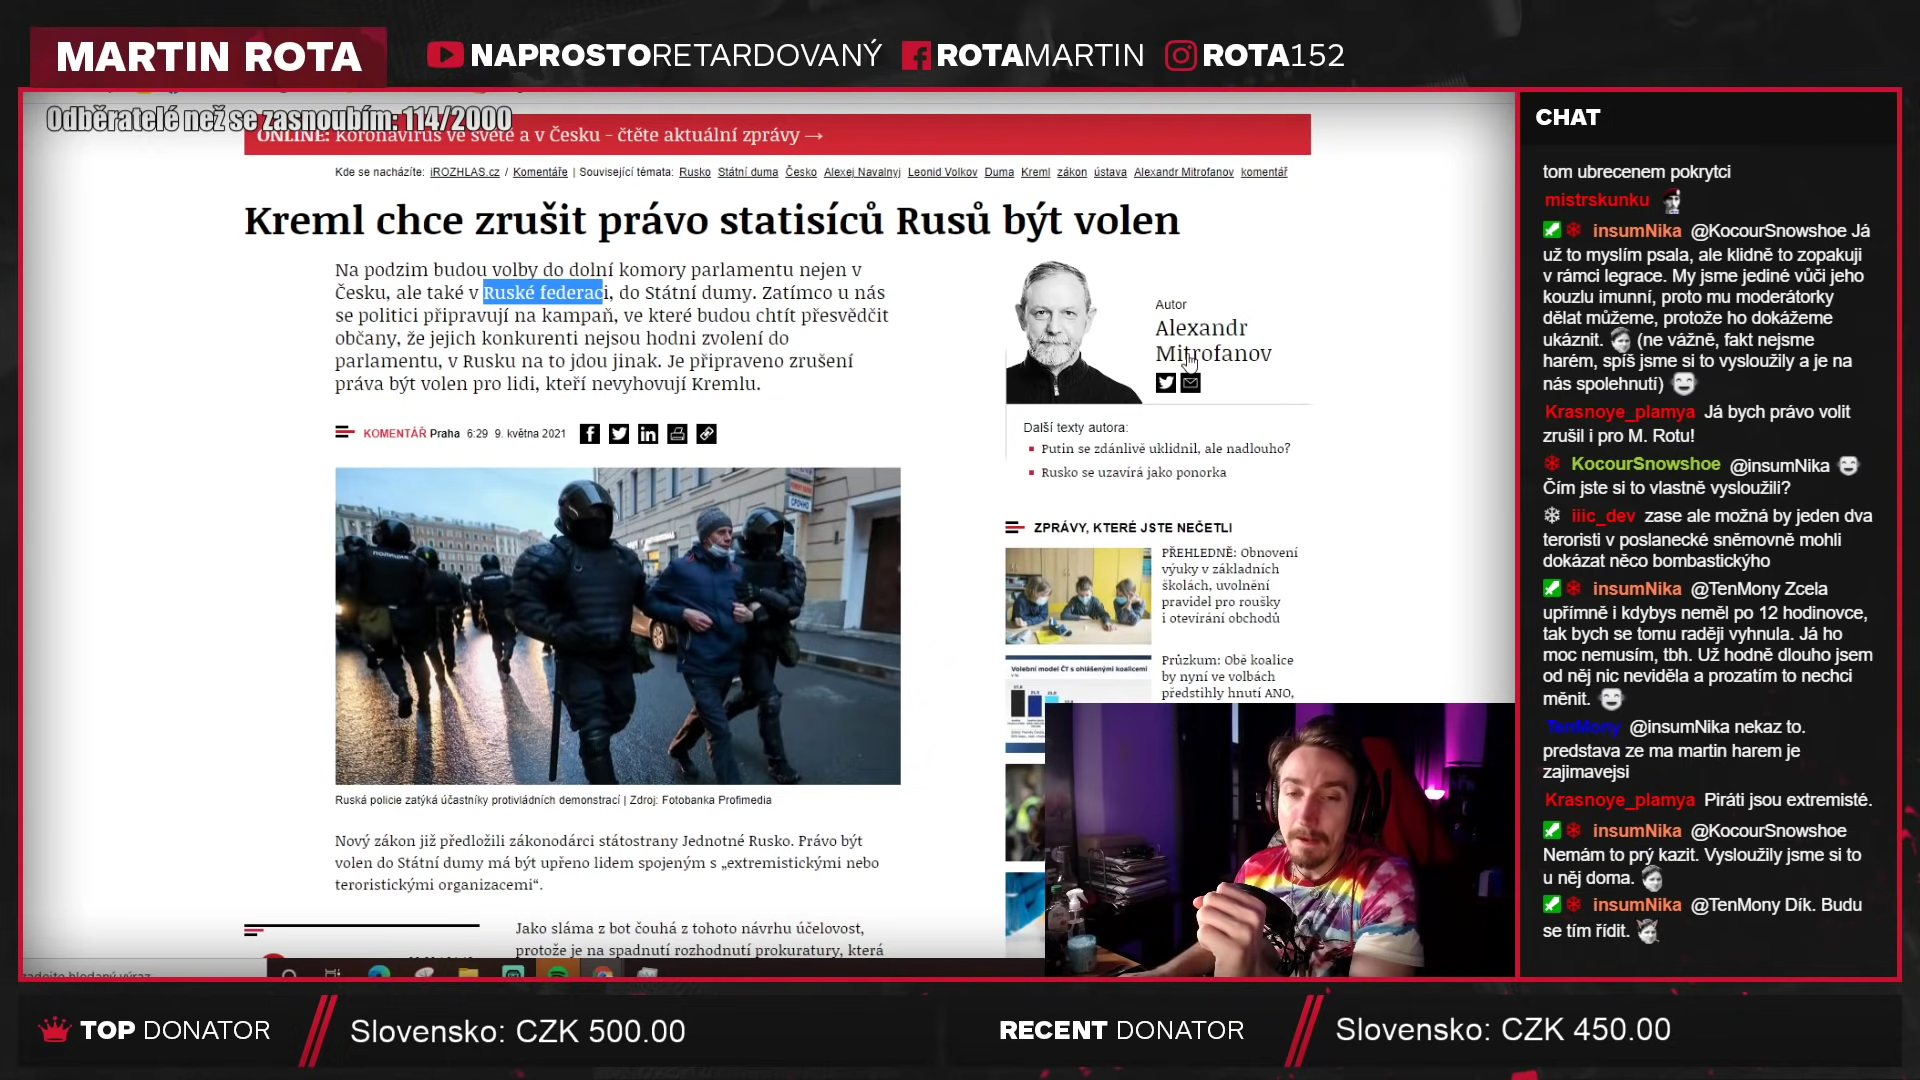 MARTIN ROTA
NAPROSTORETARDOVANÝ
ROTAMARTIN
ROTA152
Odběratelé než se zasnoubím: 114/2000
ONLINE: Koronavirus ve světě a v Česku - čtěte aktuální zprávy →
Kde se nacházíte: iROZHLAS.cz / Komentáře | Související témata: Rusko Státní duma Česko Alexej Navalnyj Leonid Volkov Duma Kreml zákon ústava Alexandr Mitrofanov komentář
Kreml chce zrušit právo statisíců Rusů být volen
Na podzim budou volby do dolní komory parlamentu nejen v
Česku, ale také v Ruské federaci, do Státní dumy. Zatímco u nás
se politici připravují na kampaň, ve které budou chtít přesvědčit
občany, že jejich konkurenti nejsou hodni zvolení do
parlamentu, v Rusku na to jdou jinak. Je připraveno zrušení
práva být volen pro lidi, kteří nevyhovují Kremlu.
KOMENTÁŘ Praha 6:29 9. května 2021
ПОЛИЦИЯ
СРОЧНО
Ruská policie zatýká účastníky protivládních demonstrací | Zdroj: Fotobanka Profimedia
Nový zákon již předložili zákonodárci státostrany Jednotné Rusko. Právo být
volen do Státní dumy má být upřeno lidem spojeným s „extremistickými nebo
teroristickými organizacemi“.
Jako sláma z bot čouhá z tohoto návrhu účelovost,
protože je na spadnutí rozhodnutí prokuratury, která
zadejte hledaný výraz
Autor
Alexandr
Mitrofanov
Další texty autora:
Putin se zdánlivě uklidnil, ale nadlouho?
Rusko se uzavírá jako ponorka
ZPRÁVY, KTERÉ JSTE NEČETLI
PŘEHLEDNĚ: Obnovení
výuky v základních
školách, uvolnění
pravidel pro roušky
i otevírání obchodů
Volební model ČT s ohlášenými koalicemi
Průzkum: Obě koalice
by nyní ve volbách
předstihly hnutí ANO,
CHAT
tom ubrecenem pokrytci
mistrskunku
insumNika @KocourSnowshoe Já
už to myslím psala, ale klidně to zopakuji
v rámci legrace. My jsme jediné vůči jeho
kouzlu imunní, proto mu moderátorky
dělat můžeme, protože ho dokážeme
ukáznit. (ne vážně, fakt nejsme
harém, spíš jsme si to vysloužily a je na
nás spolehnutí)
Krasnoye_plamya Já bych právo volit
zrušil i pro M. Rotu!
KocourSnowshoe @insumNika
Čím jste si to vlastně vysloužili?
iiic_dev zase ale možná by jeden dva
teroristi v poslanecké sněmovně mohli
dokázat něco bombastickýho
insumNika @TenMony Zcela
upřímně i kdybys neměl po 12 hodinovce,
tak bych se tomu raději vyhnula. Já ho
moc nemusím, tbh. Už hodně dlouho jsem
od něj nic neviděla a prozatím to nechci
měnit.
TenMony @insumNika nekaz to.
predstava ze ma martin harem je
zajimavejsi
Krasnoye_plamya Piráti jsou extremisté.
insumNika @KocourSnowshoe
Nemám to prý kazit. Vysloužily jsme si to
u něj doma.
insumNika @TenMony Dík. Budu
se tím řídit.
TOP DONATOR
Slovensko: CZK 500.00
RECENT DONATOR
Slovensko: CZK 450.00